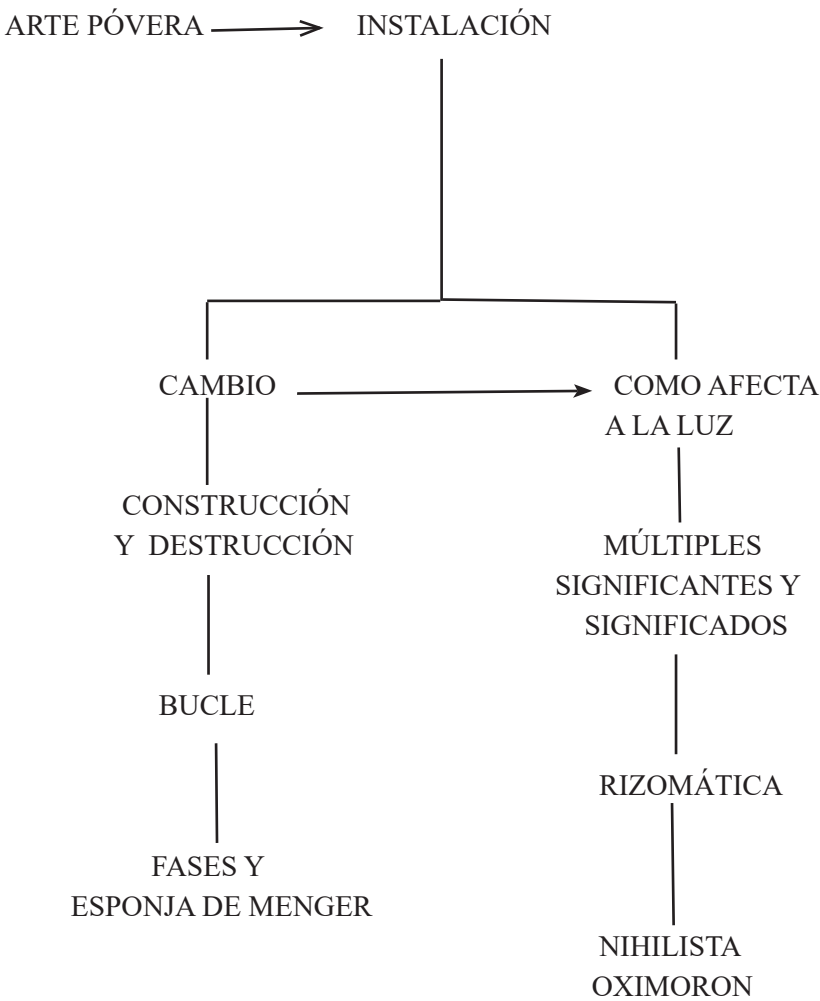 ARTE PÓVERA
INSTALACIÓN
CAMBIO
COMO AFECTA
A LA LUZ
CONSTRUCCIÓN
Y DESTRUCCIÓN
MÚLTIPLES
SIGNIFICANTES Y
SIGNIFICADOS
BUCLE
RIZOMÁTICA
FASES Y
ESPONJA DE MENGER
NIHILISTA
OXIMORON